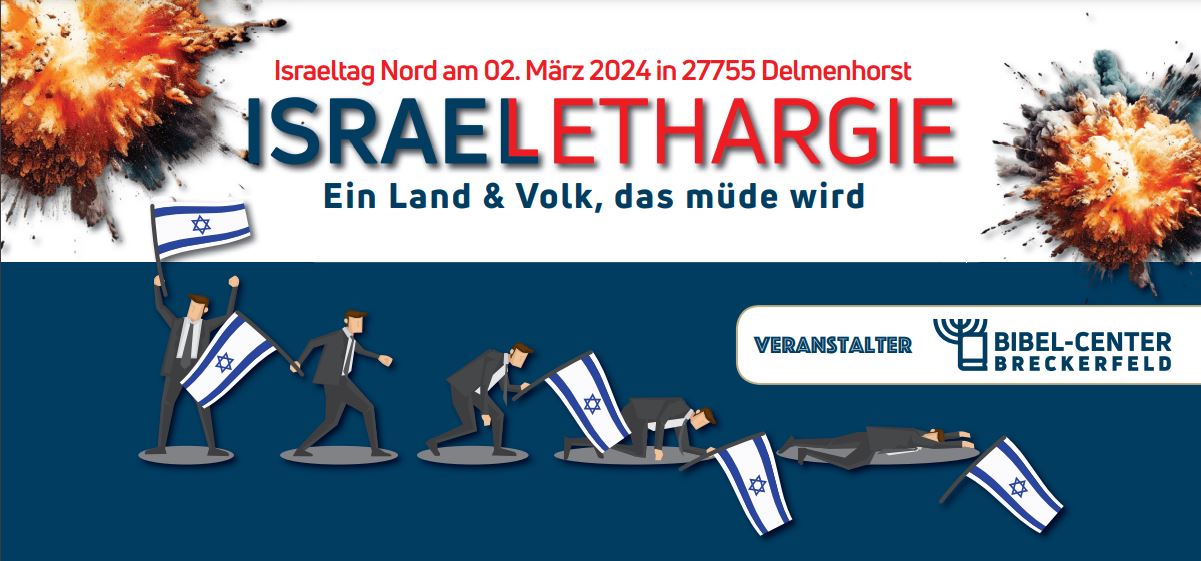 Israeltag Nord am 02. März 2024 in 27755 Delmenhorst
ISRAELETHARGIE
Ein Land & Volk, das müde wird
VERANSTALTER
BIBEL-CENTER
BRECKERFELD